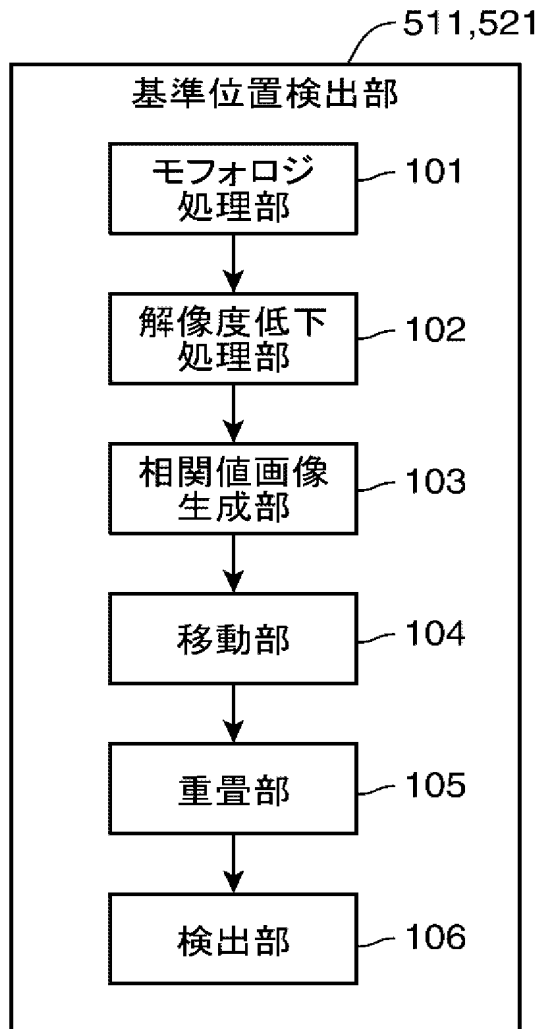 511,521
基準位置検出部
モフォロジ
処理部
101
解像度低下
処理部
102
相関値画像
生成部
103
移動部
104
重畳部
105
検出部
106